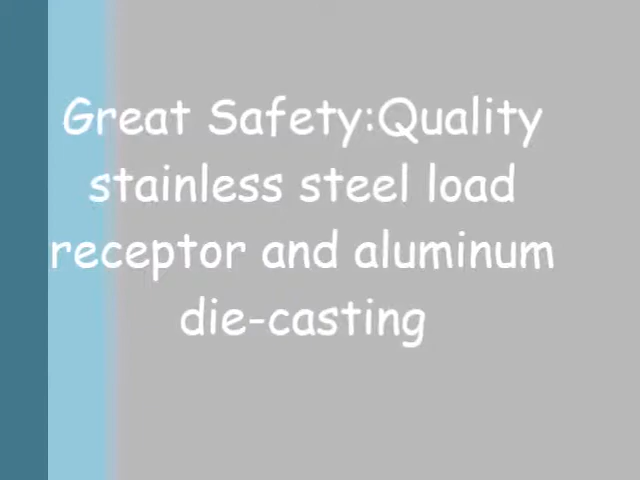 Great Safety:Quality
stainless steel load
receptor and aluminum
die-casting